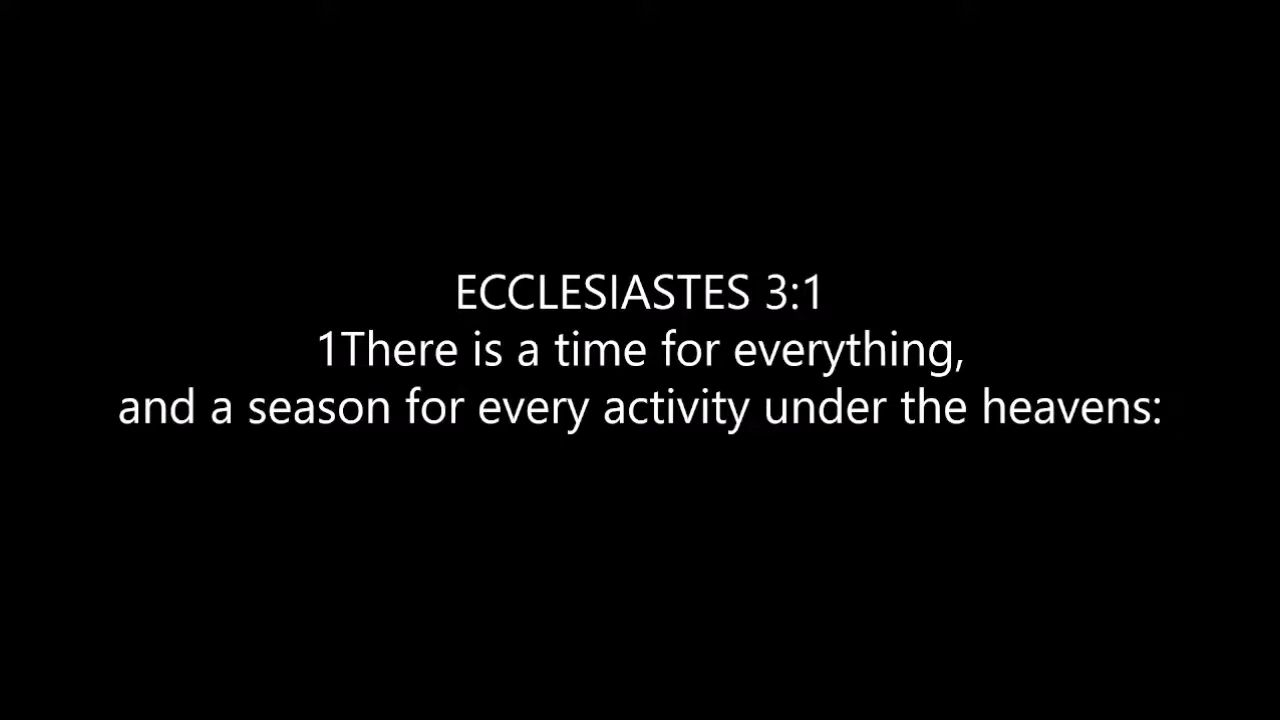 ECCLESIASTES 3:1
1There is a time for everything,
and a season for every activity under the heavens: